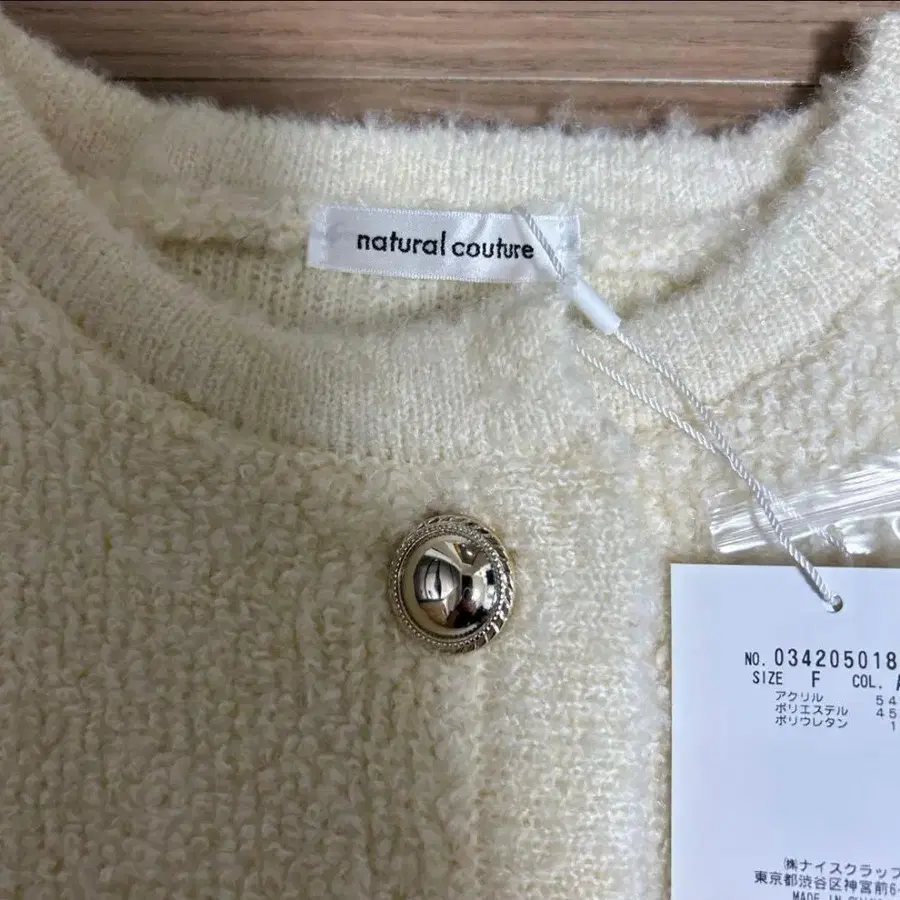 natural couture
NO. 034205018
SIZE F COL. A
アクリル 54
ポリエステル 45
ポリウレタン 1
㈱ナイスクラップ
東京都渋谷区神宮前6-
MADE IN